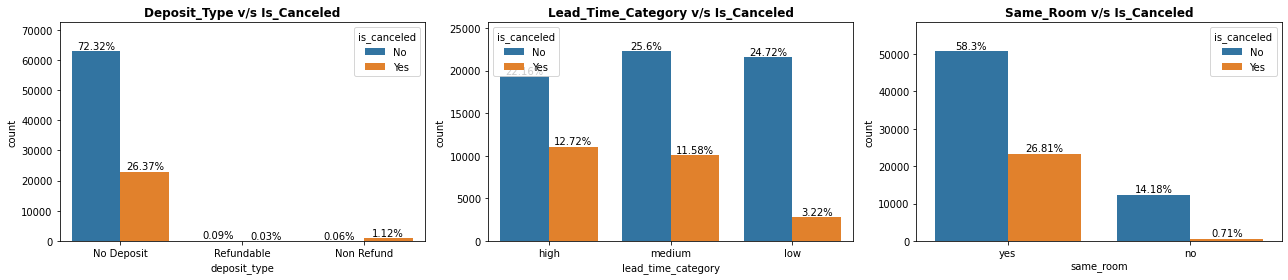 Deposit_Type v/s Is_Canceled
70000
60000
50000
40000
30000
20000
10000
0
count
72.32%
26.37%
0.09%
0.03%
0.06%
1.12%
is_canceled
No
Yes
No Deposit
Refundable
Non Refund
deposit_type
Lead_Time_Category v/s Is_Canceled
25000
20000
15000
10000
5000
0
count
is_canceled
No
Yes
22.16%
12.72%
25.6%
11.58%
24.72%
3.22%
high
medium
low
lead_time_category
Same_Room v/s Is_Canceled
50000
40000
30000
20000
10000
0
count
58.3%
26.81%
14.18%
0.71%
is_canceled
No
Yes
yes
no
same_room